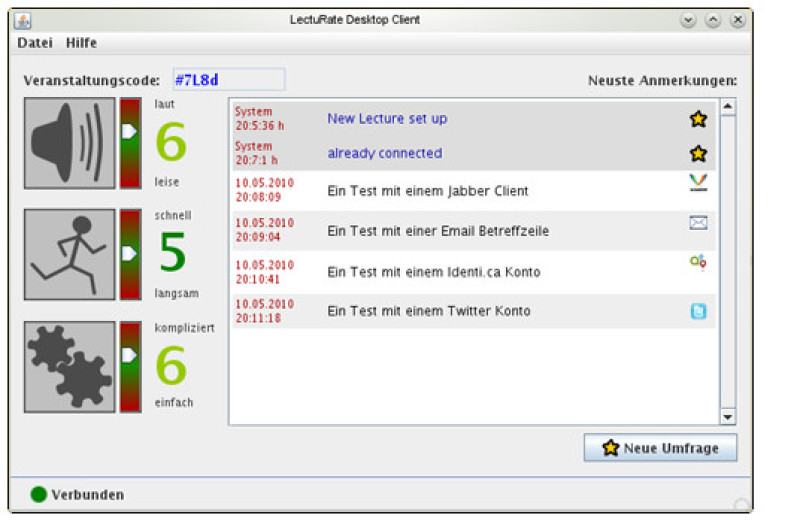 LectuRate Desktop Client
Datei Hilfe
Veranstaltungscode: #7L8d
Neuste Anmerkungen:
laut
6
leise
schnell
5
langsam
kompliziert
6
einfach
System
20:5:36 h
New Lecture set up
System
20:7:1 h
already connected
10.05.2010
20:08:09
Ein Test mit einem Jabber Client
10.05.2010
20:09:04
Ein Test mit einer Email Betreffzeile
10.05.2010
20:10:41
Ein Test mit einem Identi.ca Konto
10.05.2010
20:11:18
Ein Test mit einem Twitter Konto
Neue Umfrage
Verbunden